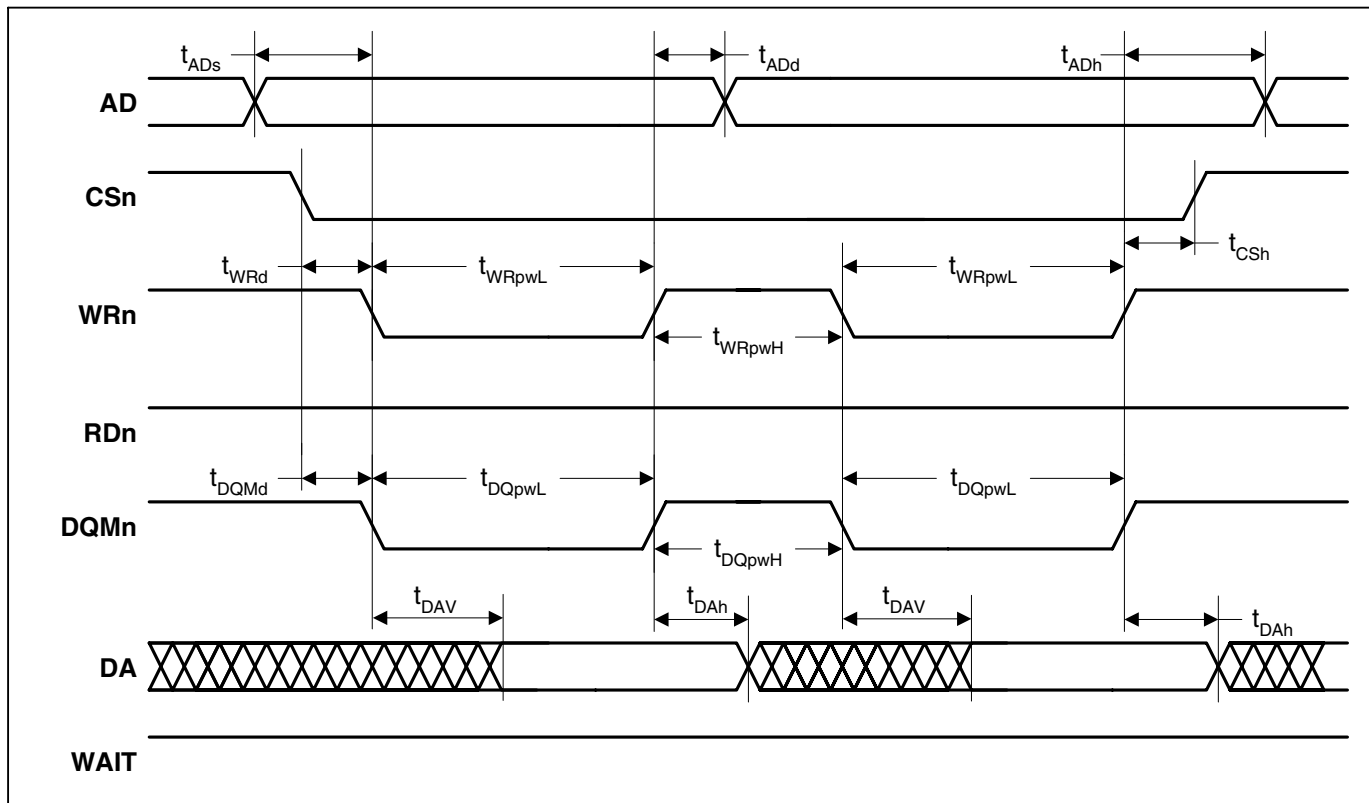 tADs
tADd
tADh
AD
CSn
tWRd
tWRpwL
tWRpwL
tCSh
WRn
tWRpwH
RDn
tDQMd
tDQpwL
tDQpwL
DQMn
tDQpwH
tDAV
tDAh
tDAV
tDAh
DA
WAIT